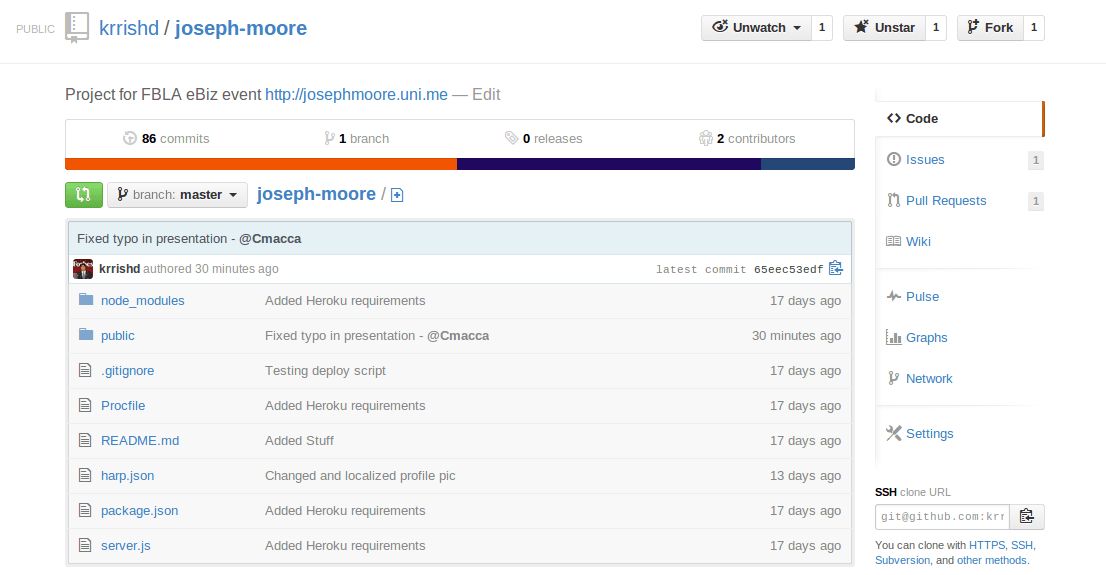 PUBLIC krrishd / joseph-moore Unwatch 1 Unstar 1 Fork 1
Project for FBLA eBiz event http://josephmoore.uni.me — Edit
86 commits 1 branch 0 releases 2 contributors
branch: master joseph-moore /
Fixed typo in presentation - @Cmacca
krrishd authored 30 minutes ago latest commit 65eec53edf
node_modules Added Heroku requirements 17 days ago
public Fixed typo in presentation - @Cmacca 30 minutes ago
.gitignore Testing deploy script 17 days ago
Procfile Added Heroku requirements 17 days ago
README.md Added Stuff 17 days ago
harp.json Changed and localized profile pic 13 days ago
package.json Added Heroku requirements 17 days ago
server.js Added Heroku requirements 17 days ago
Code
Issues 1
Pull Requests 1
Wiki
Pulse
Graphs
Network
Settings
SSH clone URL
git@github.com:krr
You can clone with HTTPS, SSH,
Subversion, and other methods.